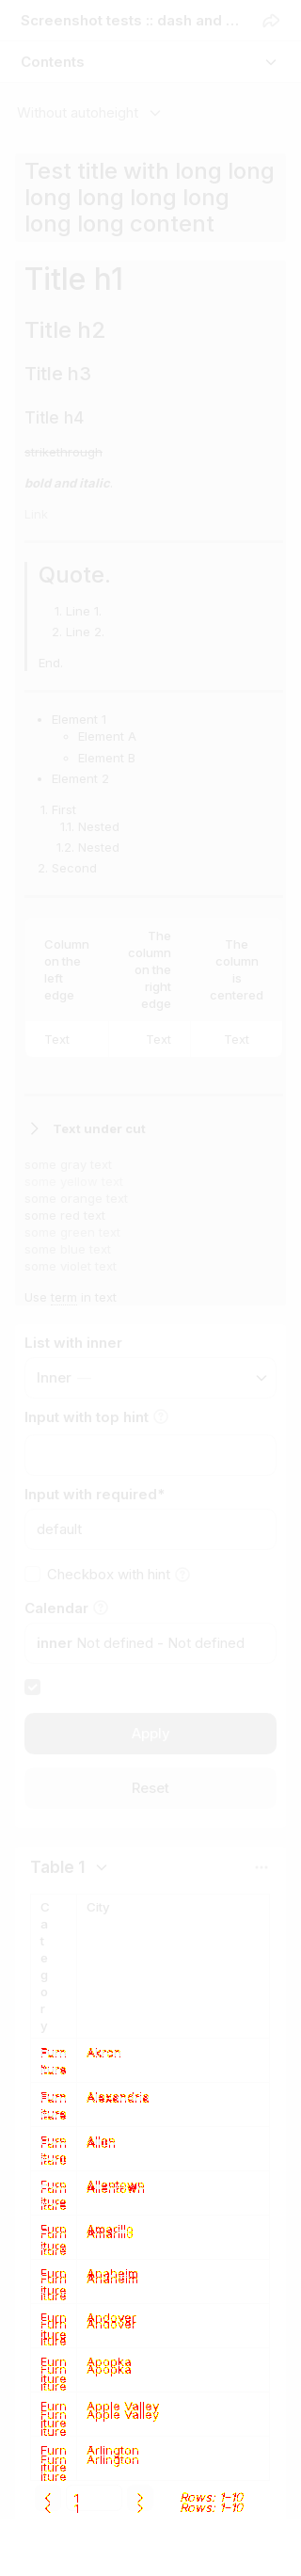 Screenshot tests :: dash and ...
Contents
Without autoheight
Test title with long long
long long long long
long long content
Title h1
Title h2
Title h3
Title h4
strikethrough
bold and italic.
Link
Quote.
1. Line 1.
2. Line 2.
End.
• Element 1
◦ Element A
◦ Element B
• Element 2
1. First
1.1. Nested
1.2. Nested
2. Second
Column on the left edge
The column on the right edge
The column is centered
Text Text Text
Text under cut
some gray text
some yellow text
some orange text
some red text
some green text
some blue text
some violet text
Use term in text
List with inner
Inner —
Input with top hint
Input with required*
default
Checkbox with hint
Calendar
inner Not defined - Not defined
Apply
Reset
Table 1
Category City
Furniture Akron
Furniture Alexandria
Furniture Allen
Furniture Allentown
Furniture Amarillo
Furniture Anaheim
Furniture Andover
Furniture Apopka
Furniture Apple Valley
Furniture Arlington
< 1 > Rows: 1-10